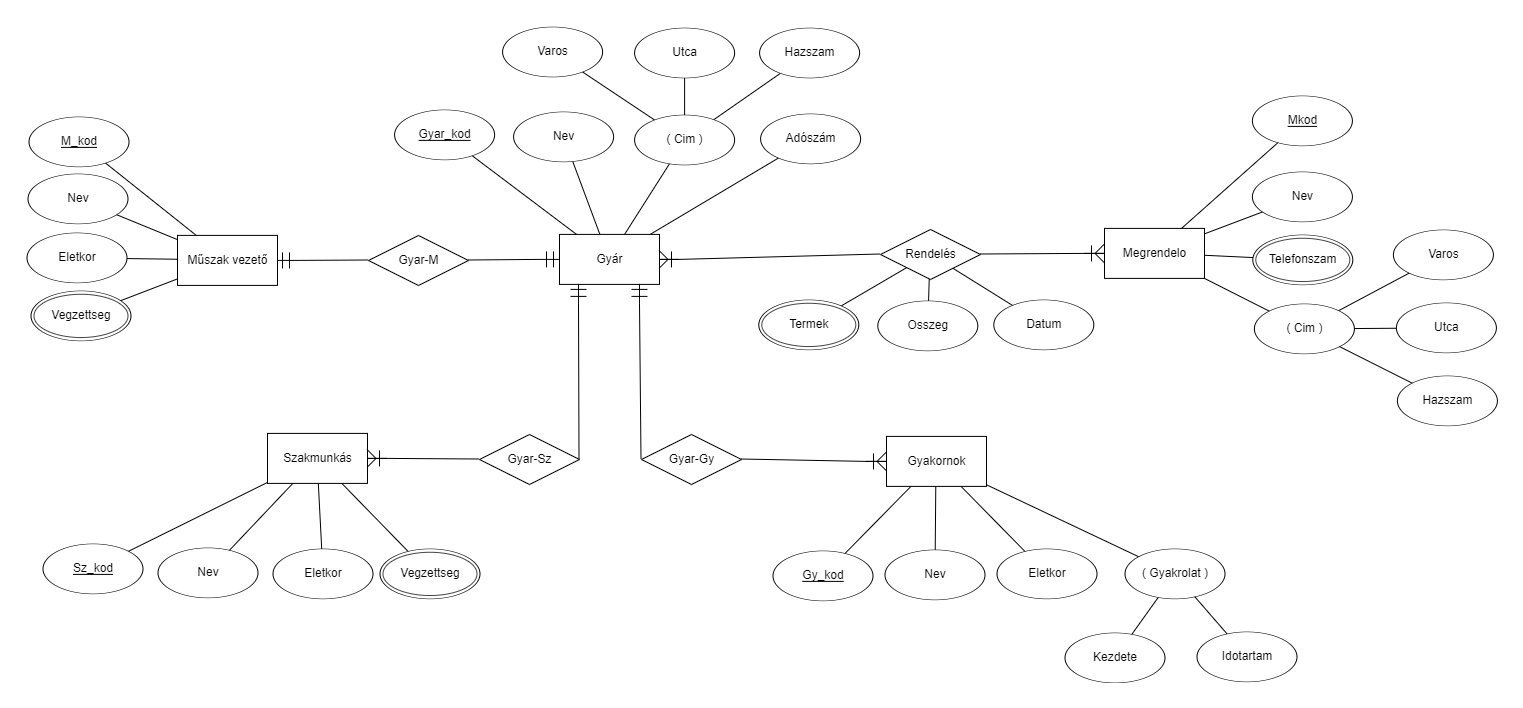 Varos
Utca
Hazszam
M_kod
Gyar_kod
Nev
( Cim )
Adószám
Mkod
Nev
Nev
Eletkor
Műszak vezető
Gyar-M
Gyár
Rendelés
Megrendelo
Telefonszam
Varos
Vegzettseg
Termek
Osszeg
Datum
( Cim )
Utca
Hazszam
Szakmunkás
Gyar-Sz
Gyar-Gy
Gyakornok
Sz_kod
Nev
Eletkor
Vegzettseg
Gy_kod
Nev
Eletkor
( Gyakrolat )
Kezdete
Idotartam